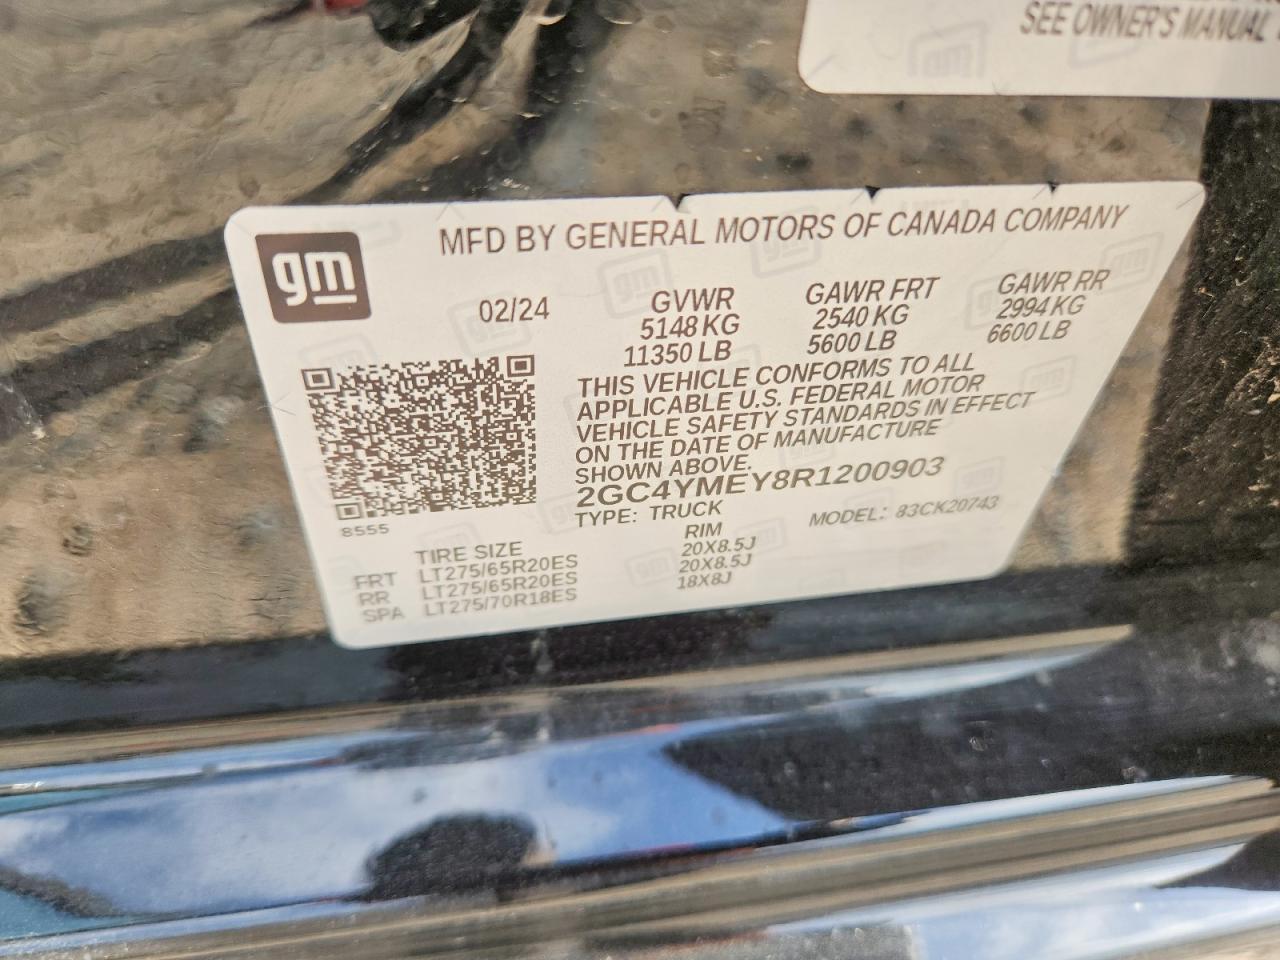 SEE OWNER'S MANUAL
gm
MFD BY GENERAL MOTORS OF CANADA COMPANY
02/24 GVWR GAWR FRT GAWR RR
5148 KG 2540 KG 2994 KG
11350 LB 5600 LB 6600 LB
THIS VEHICLE CONFORMS TO ALL
APPLICABLE U.S. FEDERAL MOTOR
VEHICLE SAFETY STANDARDS IN EFFECT
ON THE DATE OF MANUFACTURE
SHOWN ABOVE.
2GC4YMEY8R1200903
TYPE: TRUCK MODEL: 83CK20743
8555
TIRE SIZE RIM
FRT LT275/65R20ES 20X8.5J
RR LT275/65R20ES 20X8.5J
SPA LT275/70R18ES 18X8J